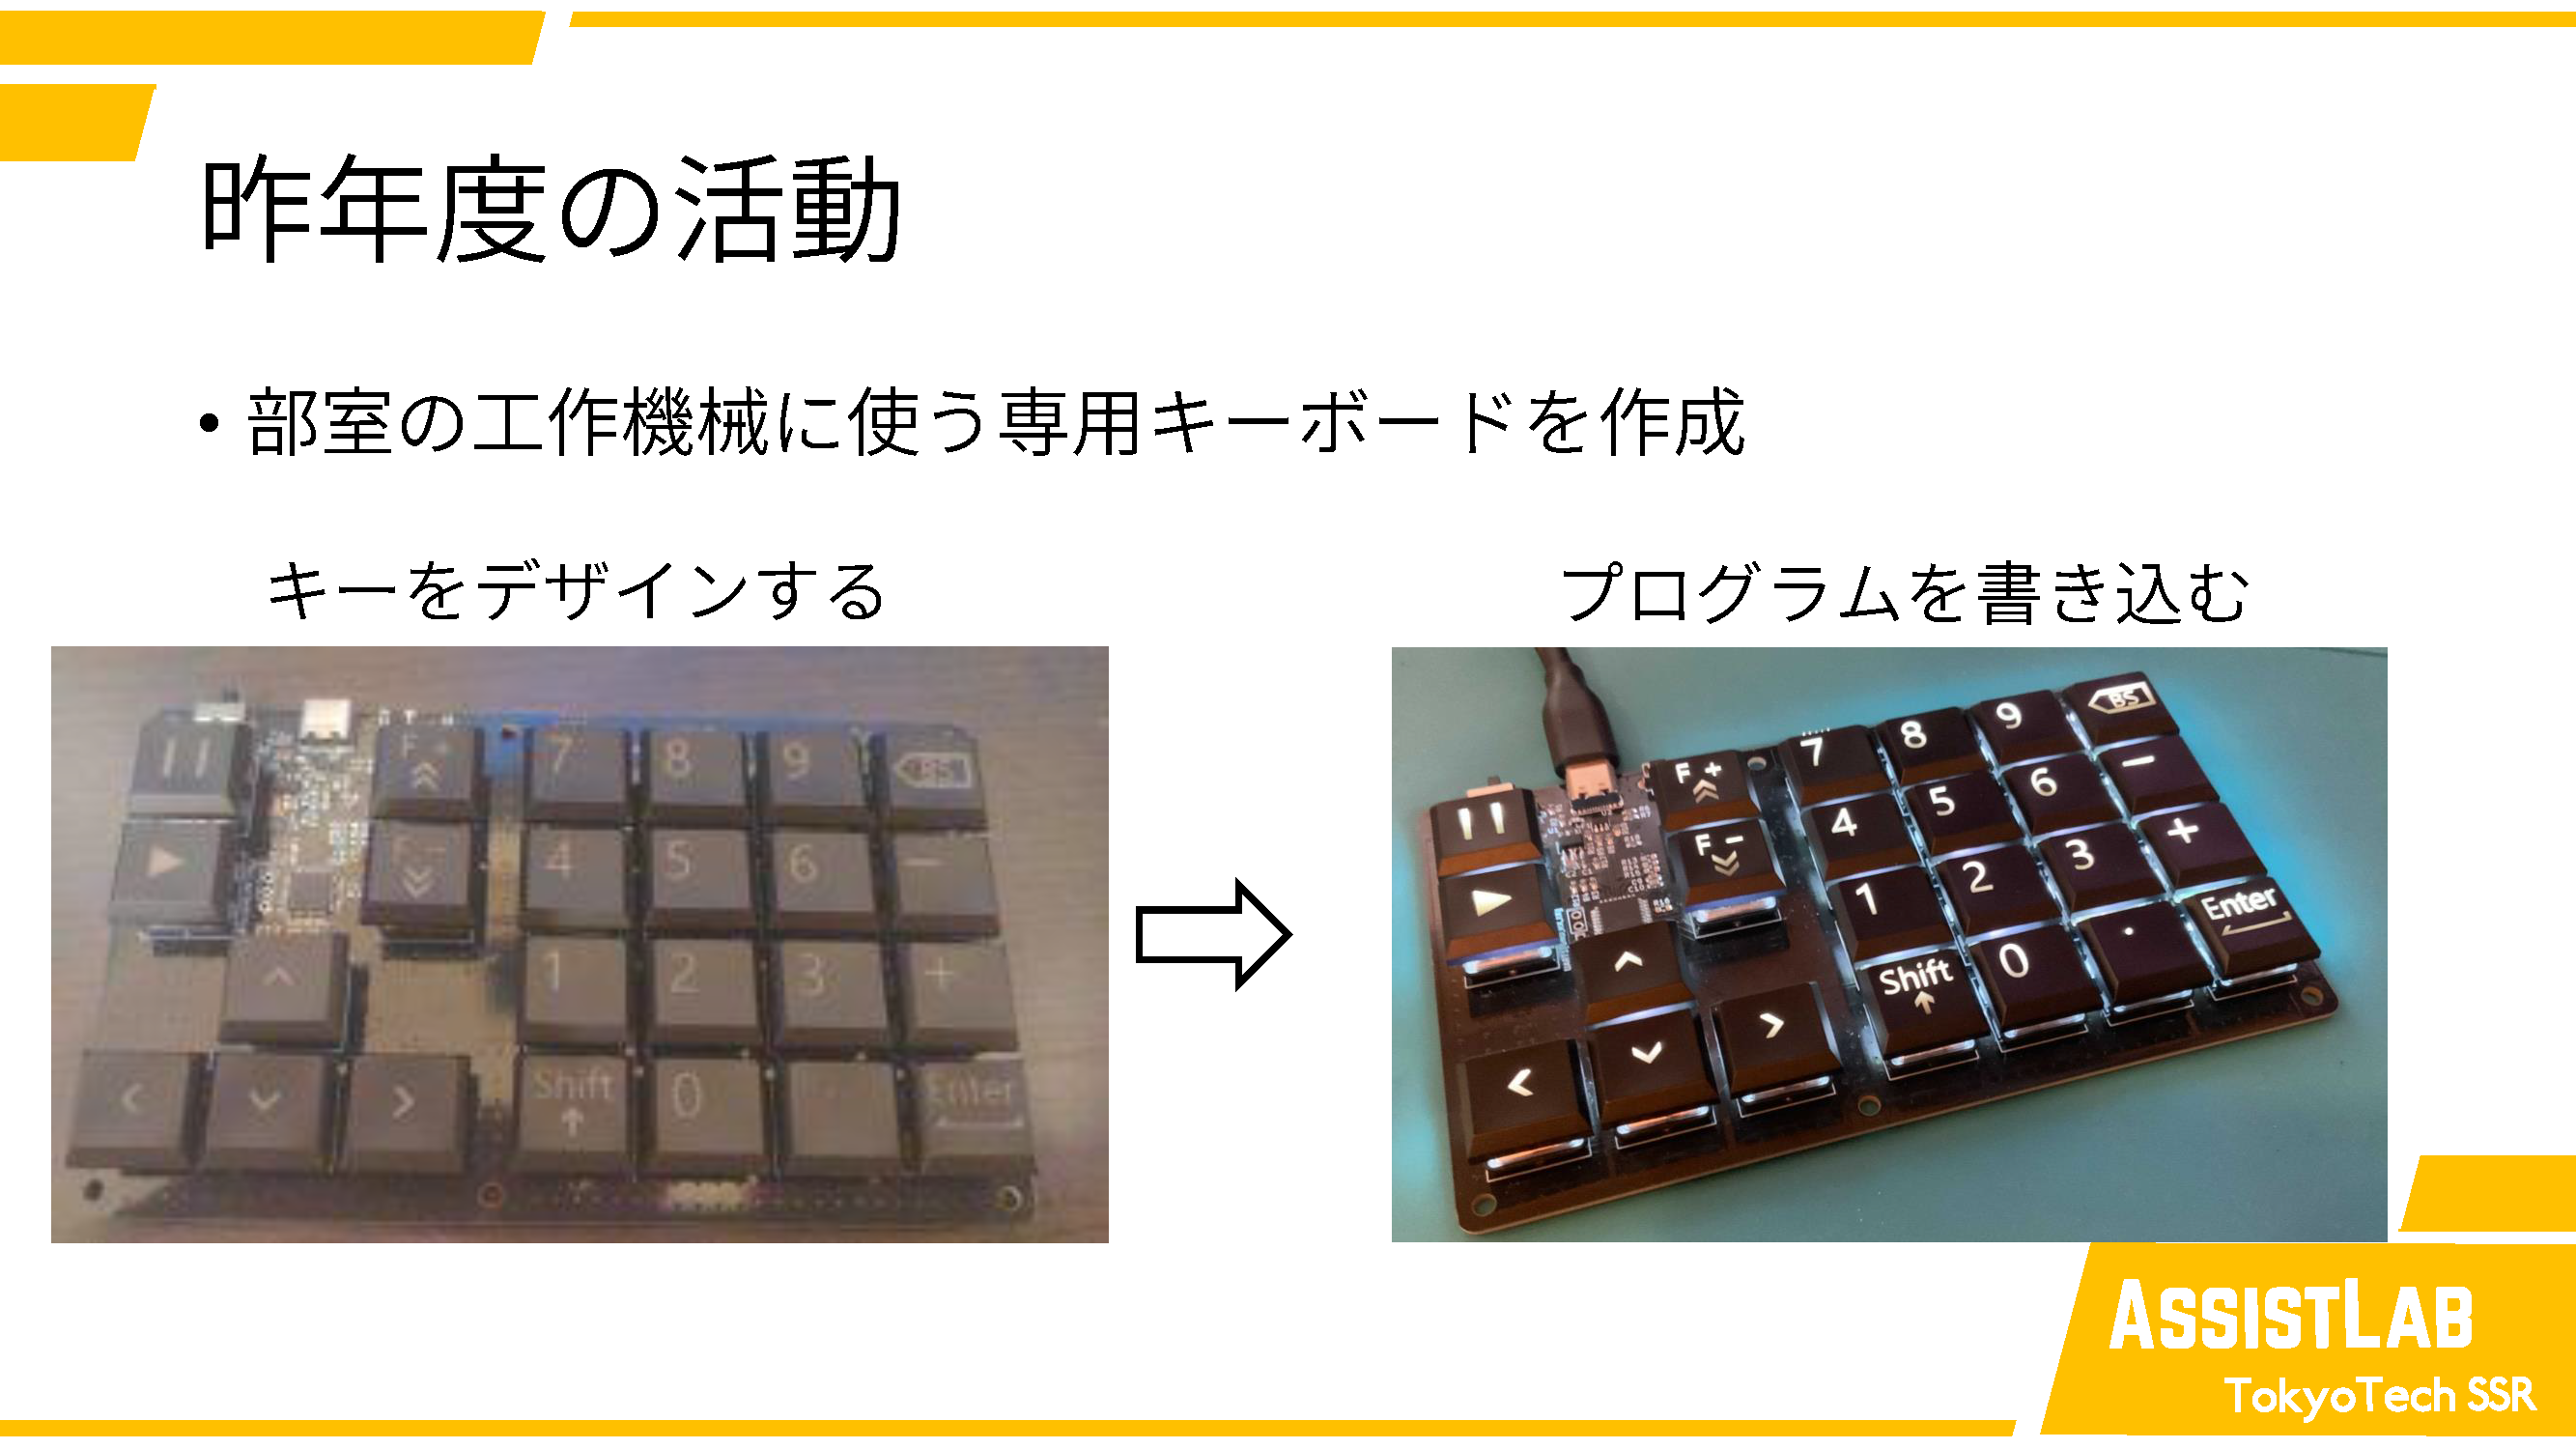 昨年度の活動
• 部室の工作機械に使う専用キーボードを作成
キーをデザインする
プログラムを書き込む
F +
7 8 9 BS
F -
4 5 6 -
1 2 3 +
Shift 0 Enter
F +
7 8 9 BS
F -
4 5 6 -
1 2 3 +
Shift 0 . Enter
ASSISTLAB
TokyoTech SSR